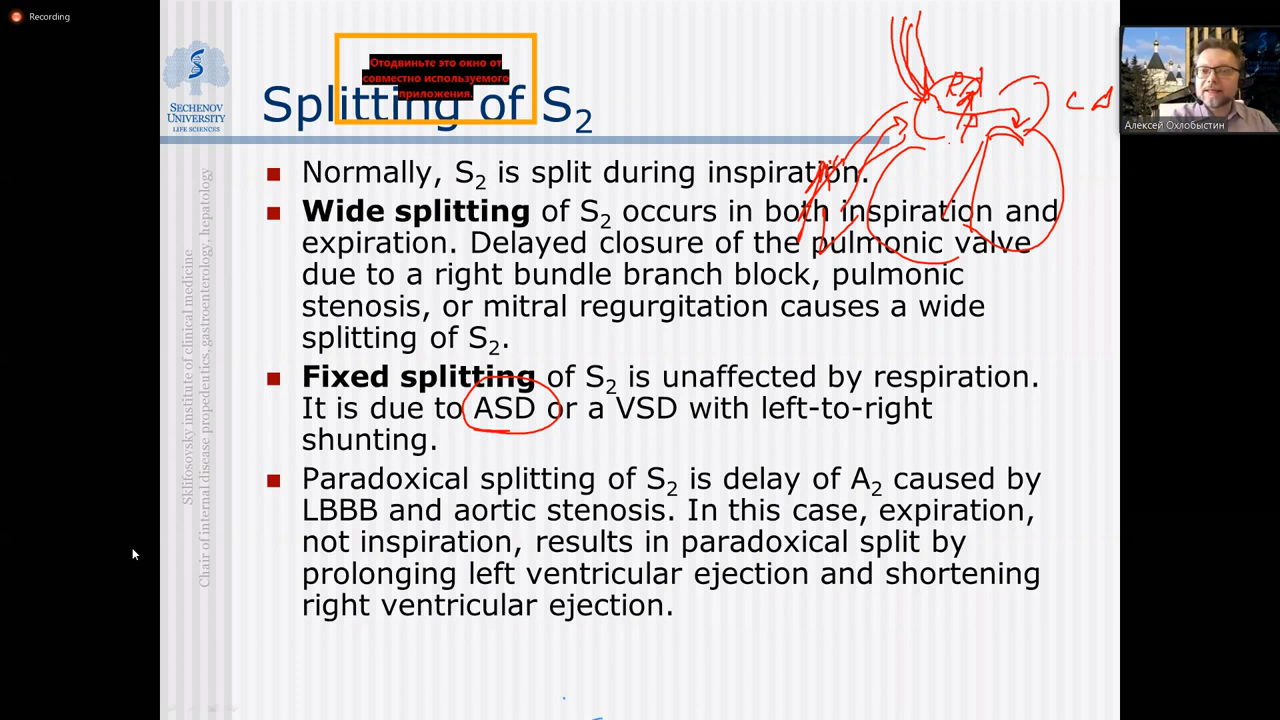 Recording
SECHENOV
UNIVERSITY
LIFE SCIENCES
Отодвиньте это окно от
совместно используемого
приложения.
Splitting of S2
Алексей Охлобыстин
Sklifosovsky institute of clinical medicine
Chair of internal disease propedeutics, gastroenterology, hepatology
Normally, S2 is split during inspiration.
Wide splitting of S2 occurs in both inspiration and
expiration. Delayed closure of the pulmonic valve
due to a right bundle branch block, pulmonic
stenosis, or mitral regurgitation causes a wide
splitting of S2.
Fixed splitting of S2 is unaffected by respiration.
It is due to ASD or a VSD with left-to-right
shunting.
Paradoxical splitting of S2 is delay of A2 caused by
LBBB and aortic stenosis. In this case, expiration,
not inspiration, results in paradoxical split by
prolonging left ventricular ejection and shortening
right ventricular ejection.